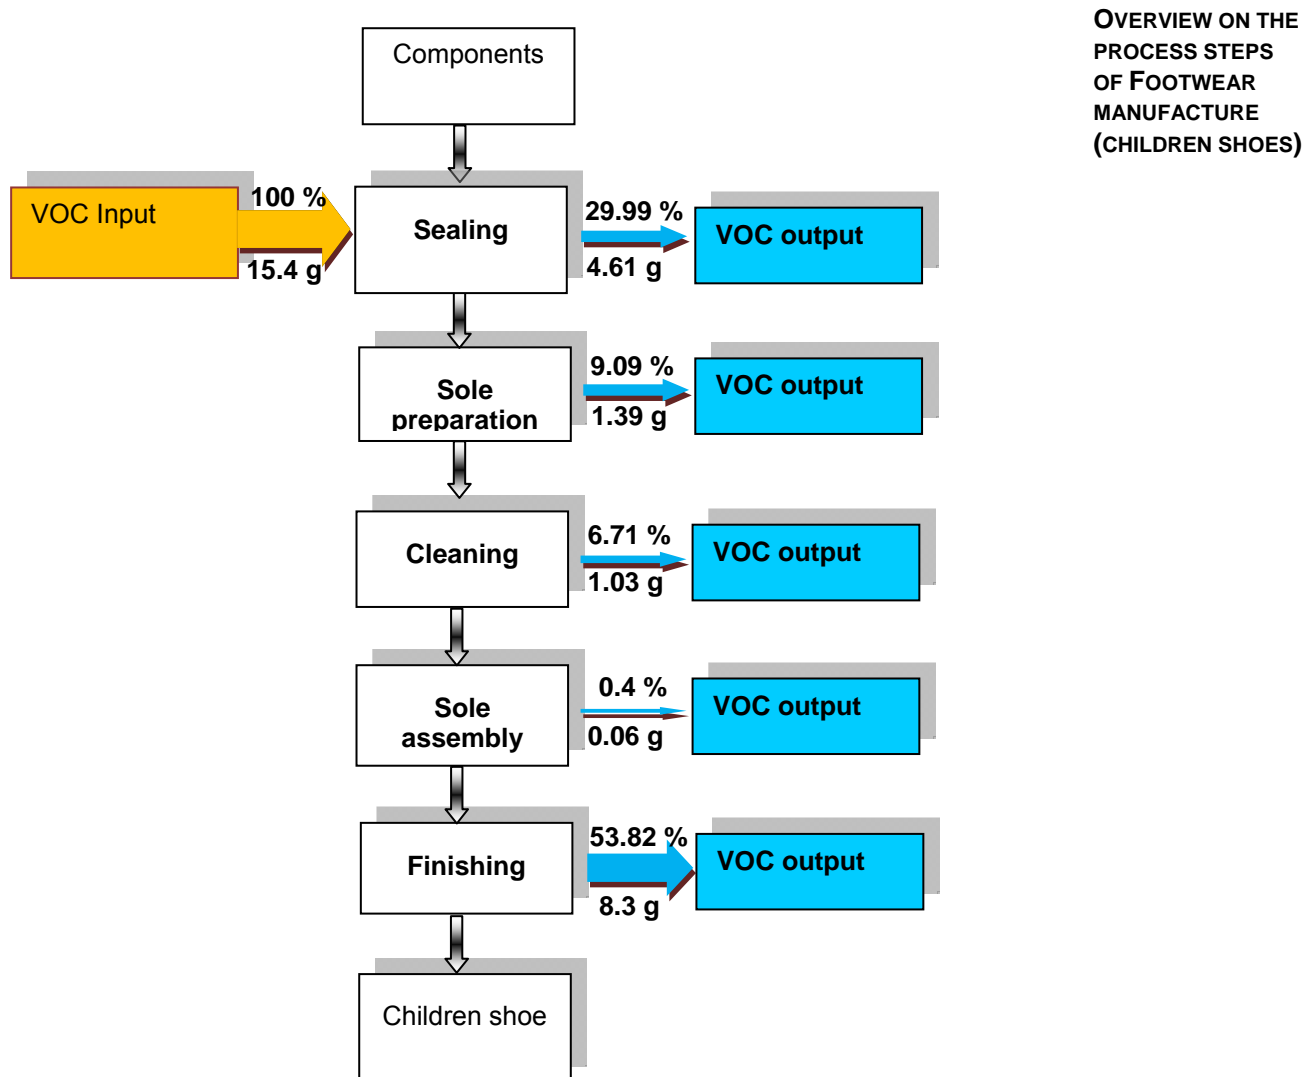 OVERVIEW ON THE
PROCESS STEPS
OF FOOTWEAR
MANUFACTURE
(CHILDREN SHOES)
Components
VOC Input
100 %
15.4 g
Sealing
29.99 %
4.61 g
VOC output
Sole
preparation
9.09 %
1.39 g
VOC output
Cleaning
6.71 %
1.03 g
VOC output
Sole
assembly
0.4 %
0.06 g
VOC output
Finishing
53.82 %
8.3 g
VOC output
Children shoe